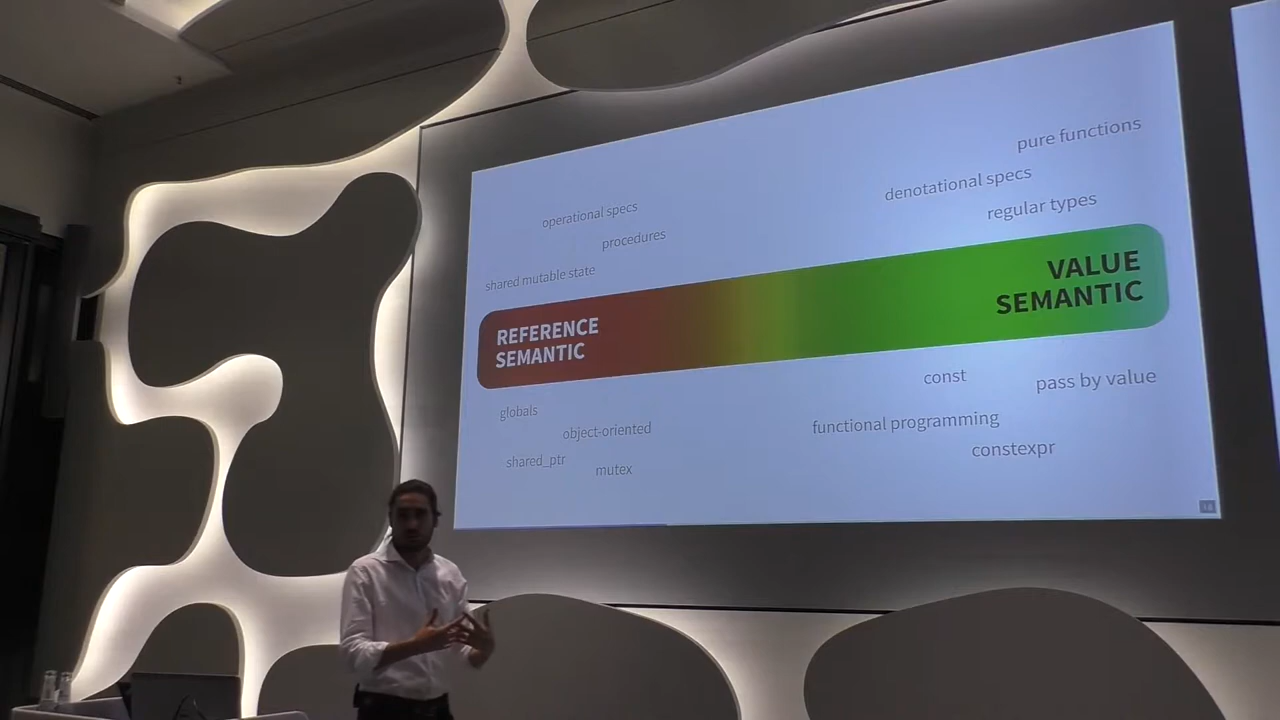 pure functions
denotational specs
regular types
operational specs
procedures
shared mutable state
REFERENCE
SEMANTIC
VALUE
SEMANTIC
const
pass by value
globals
object-oriented
functional programming
shared_ptr
mutex
constexpr